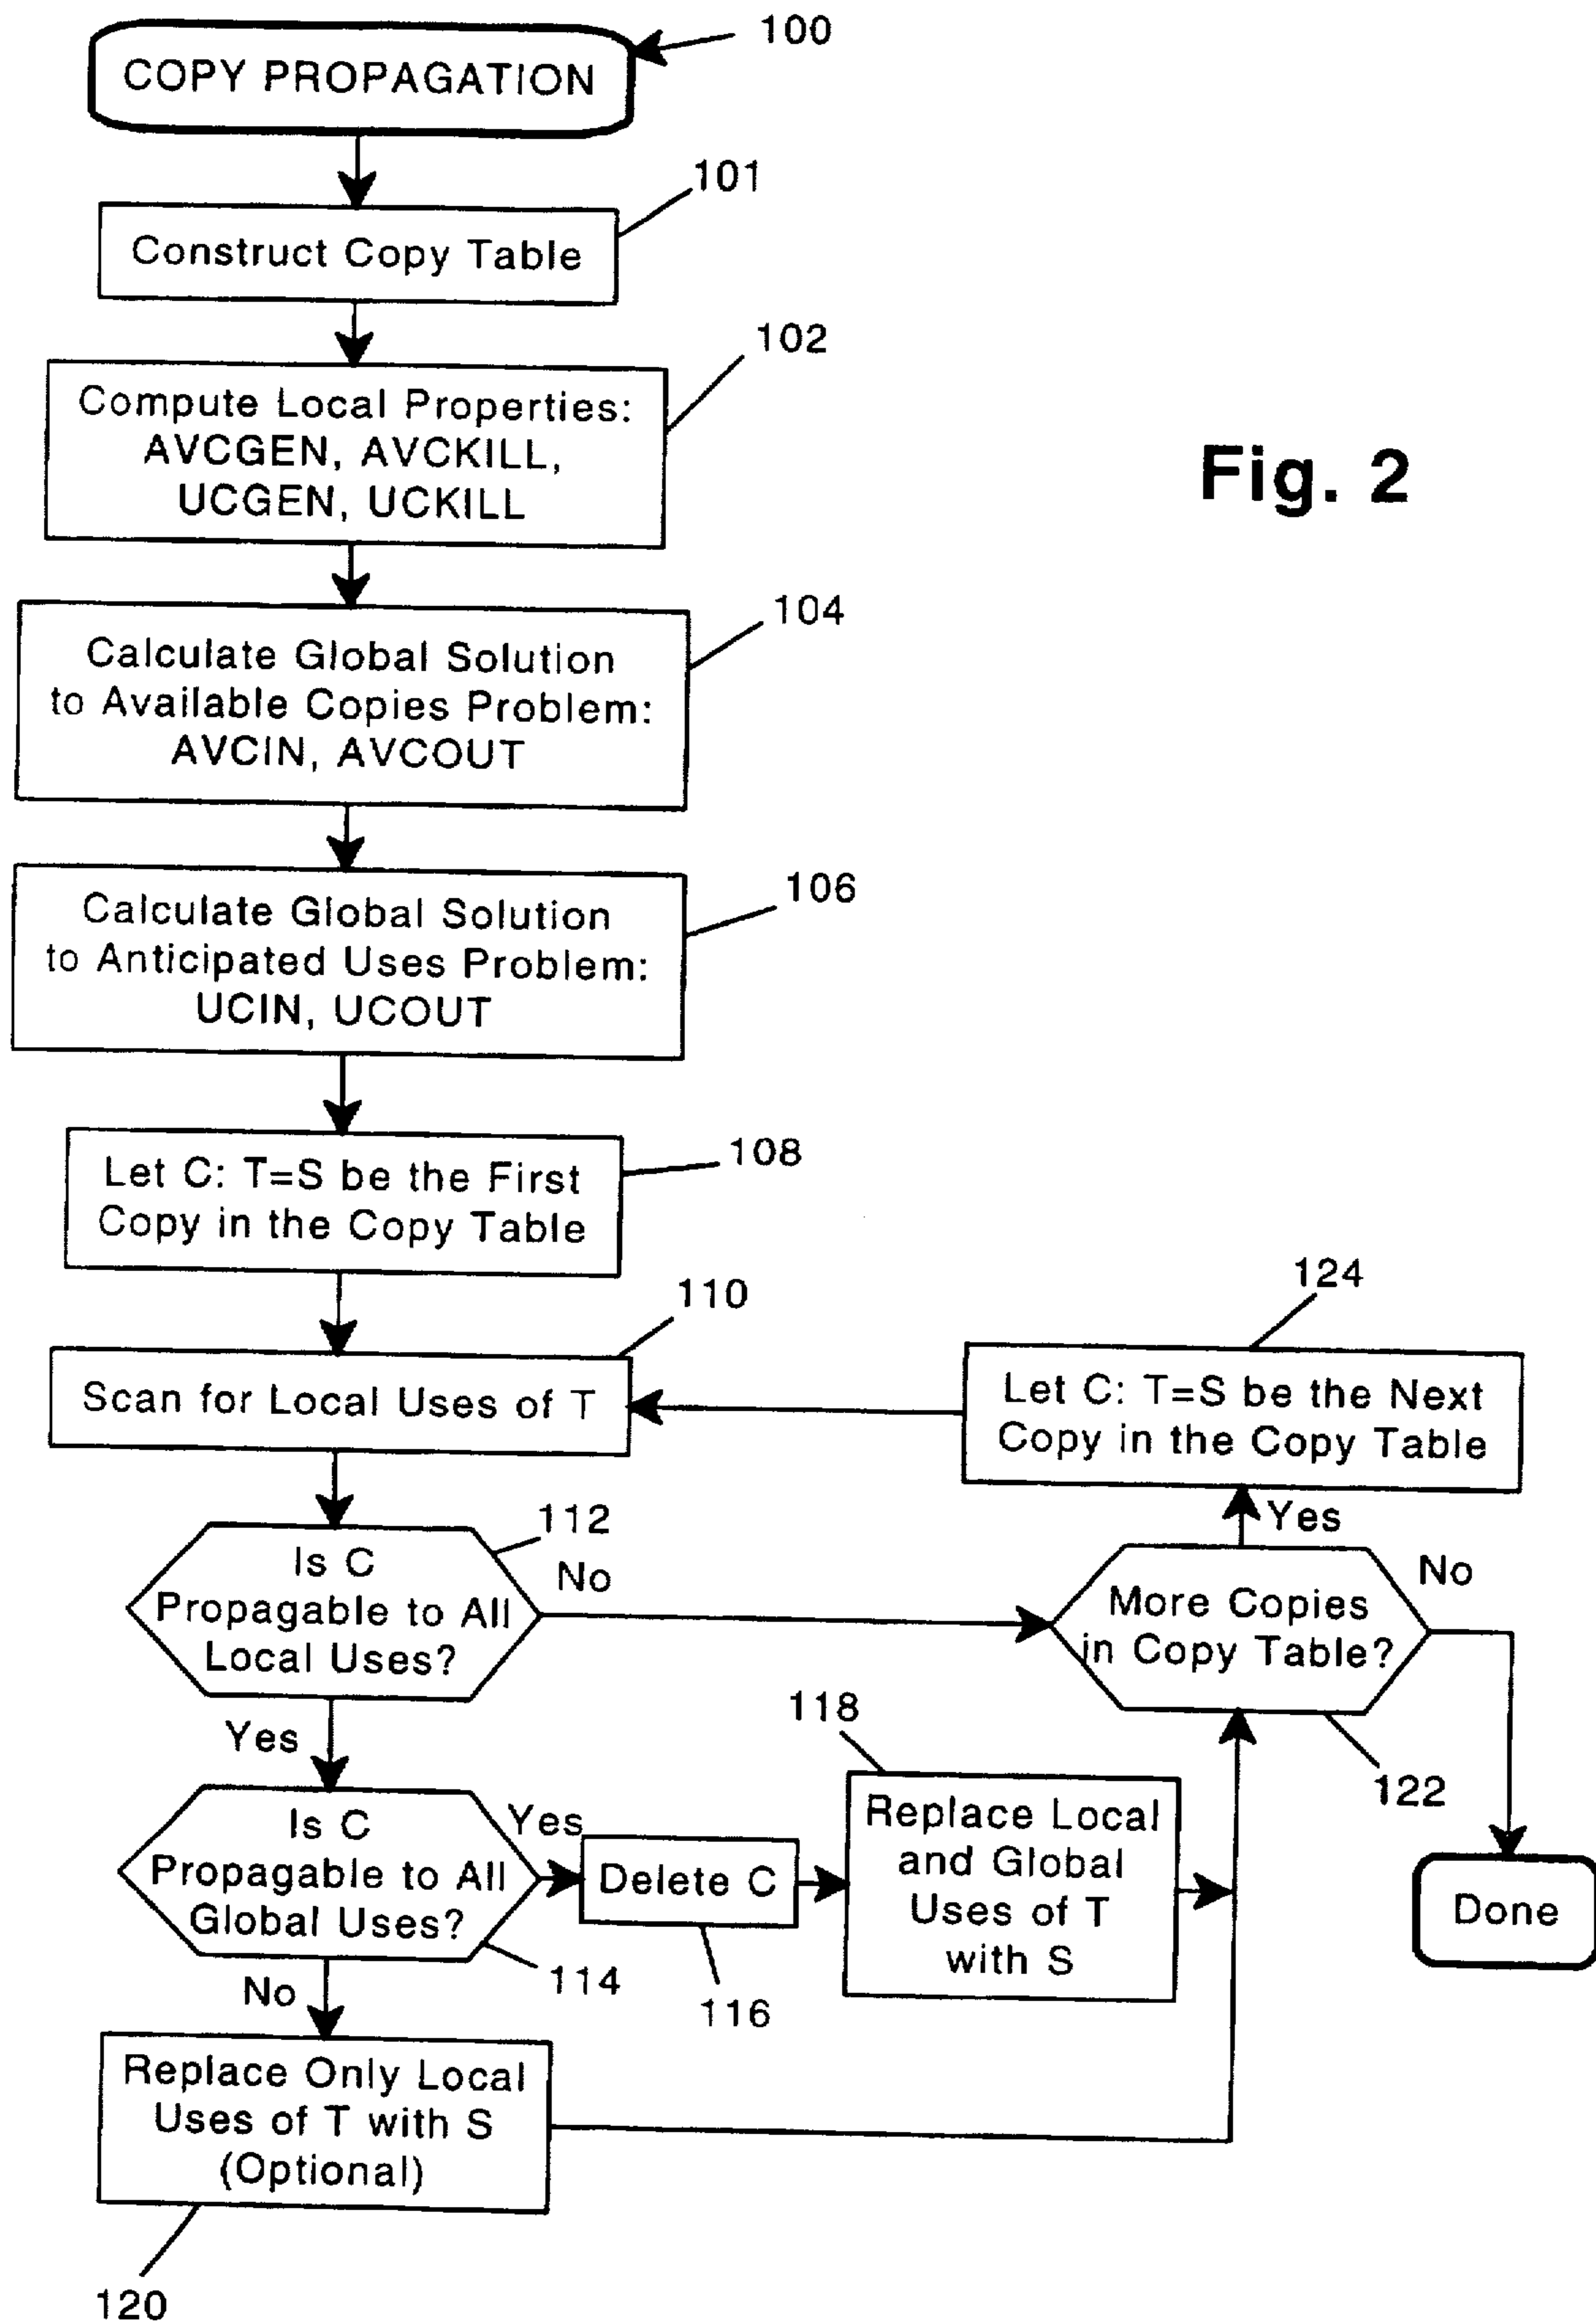 100
COPY PROPAGATION
101
Construct Copy Table
102
Compute Local Properties:
AVCGEN, AVCKILL,
UCGEN, UCKILL
Fig. 2
104
Calculate Global Solution
to Available Copies Problem:
AVCIN, AVCOUT
106
Calculate Global Solution
to Anticipated Uses Problem:
UCIN, UCOUT
108
Let C: T=S be the First
Copy in the Copy Table
110
Scan for Local Uses of T
124
Let C: T=S be the Next
Copy in the Copy Table
112
Is C
Propagable to All
Local Uses?
No
Yes
More Copies
in Copy Table?
No
122
Yes
Is C
Propagable to All
Global Uses?
114
Yes
Delete C
116
118
Replace Local
and Global
Uses of T
with S
Done
No
Replace Only Local
Uses of T with S
(Optional)
120